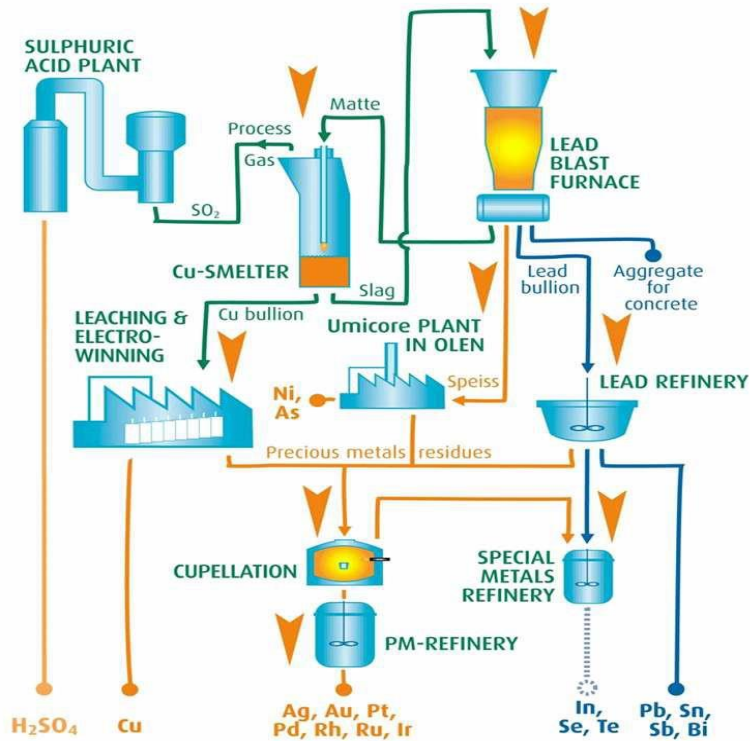 SULPHURIC
ACID PLANT
Process
Gas
SO₂
Matte
LEAD
BLAST
FURNACE
Cu-SMELTER
Slag
Cu bullion
Lead
bullion
Aggregate
for
concrete
LEACHING &
ELECTRO-
WINNING
Umicore PLANT
IN OLEN
Ni,
As
Speiss
LEAD REFINERY
Precious metals residues
CUPELLATION
SPECIAL
METALS
REFINERY
PM-REFINERY
H₂SO₄
Cu
Ag, Au, Pt,
Pd, Rh, Ru, Ir
In,
Se, Te
Pb, Sn,
Sb, Bi